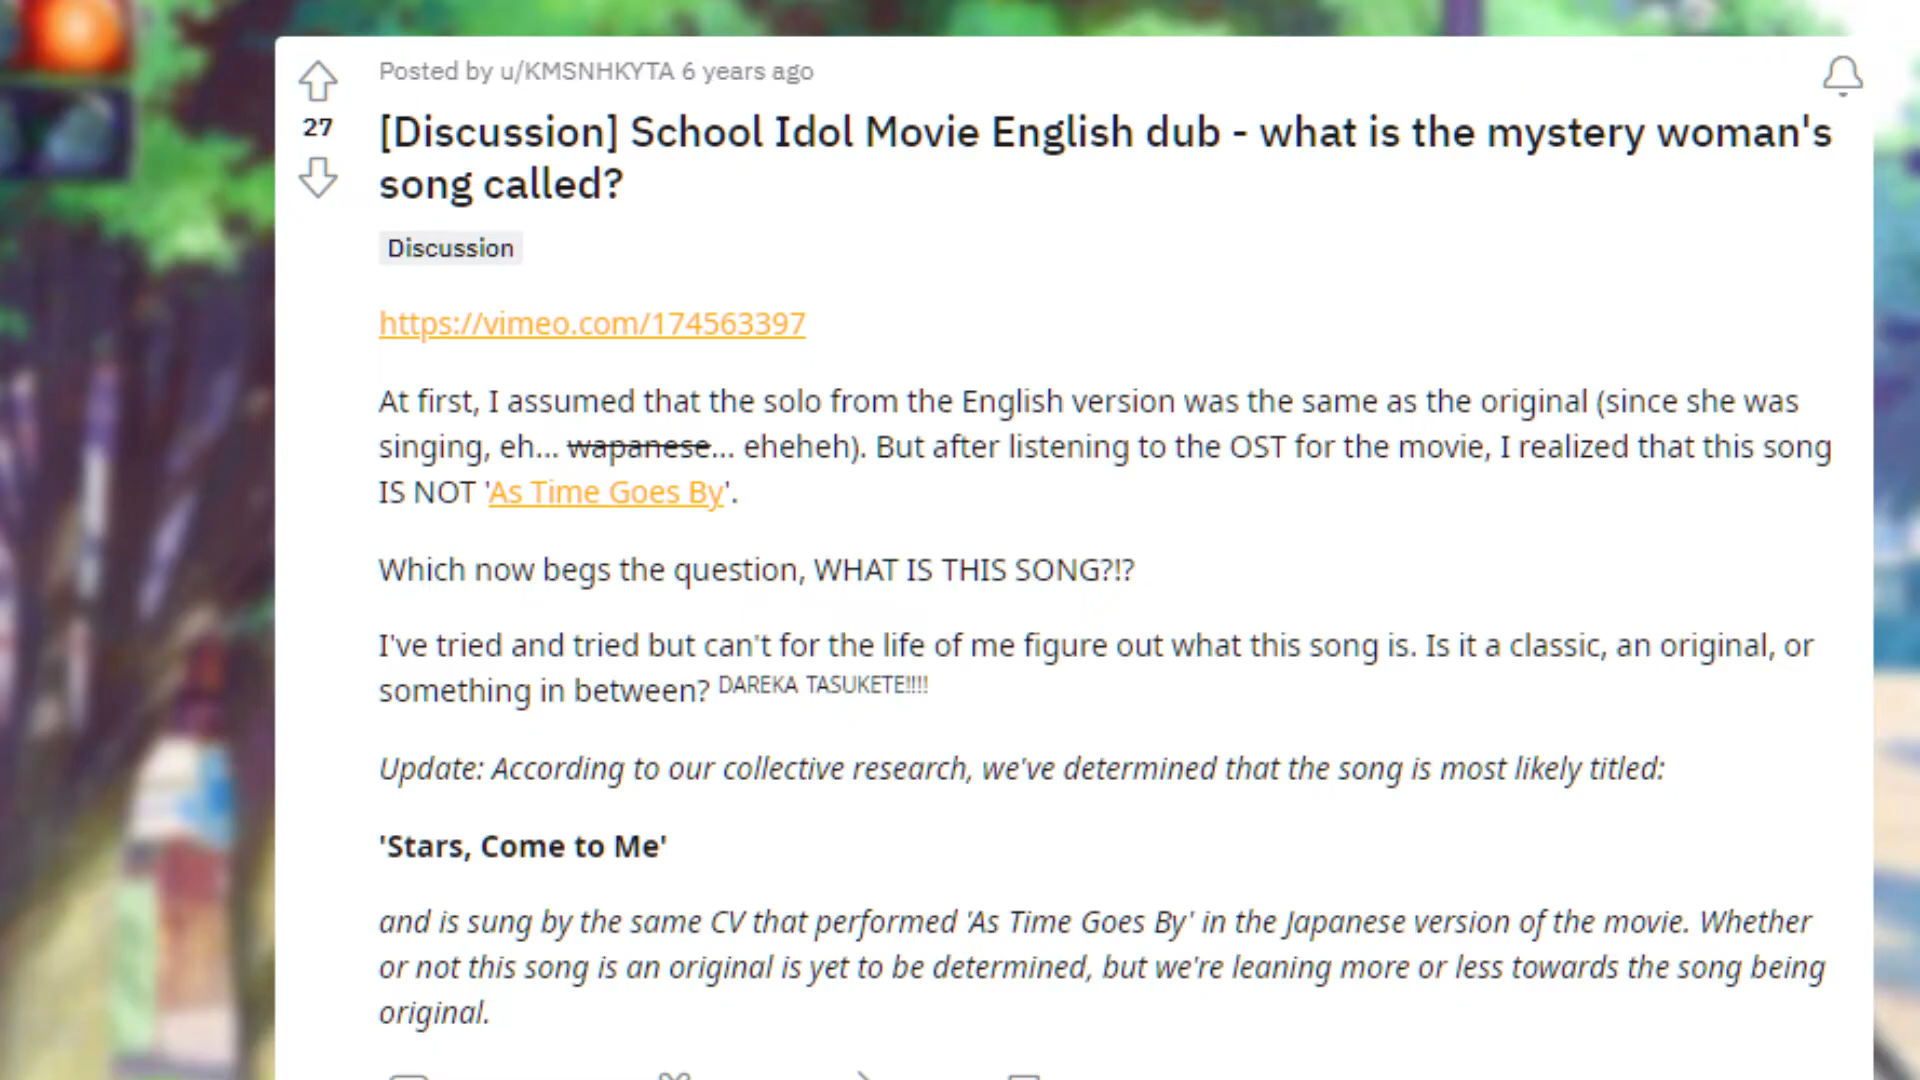 Posted by u/KMSNHKYTA 6 years ago
27
[Discussion] School Idol Movie English dub - what is the mystery woman's
song called?
Discussion
https://vimeo.com/174563397
At first, I assumed that the solo from the English version was the same as the original (since she was
singing, eh... wapanese... eheheh). But after listening to the OST for the movie, I realized that this song
IS NOT 'As Time Goes By'.
Which now begs the question, WHAT IS THIS SONG?!?
I've tried and tried but can't for the life of me figure out what this song is. Is it a classic, an original, or
something in between? DAREKA TASUKETE!!!!
Update: According to our collective research, we've determined that the song is most likely titled:
'Stars, Come to Me'
and is sung by the same CV that performed 'As Time Goes By' in the Japanese version of the movie. Whether
or not this song is an original is yet to be determined, but we're leaning more or less towards the song being
original.